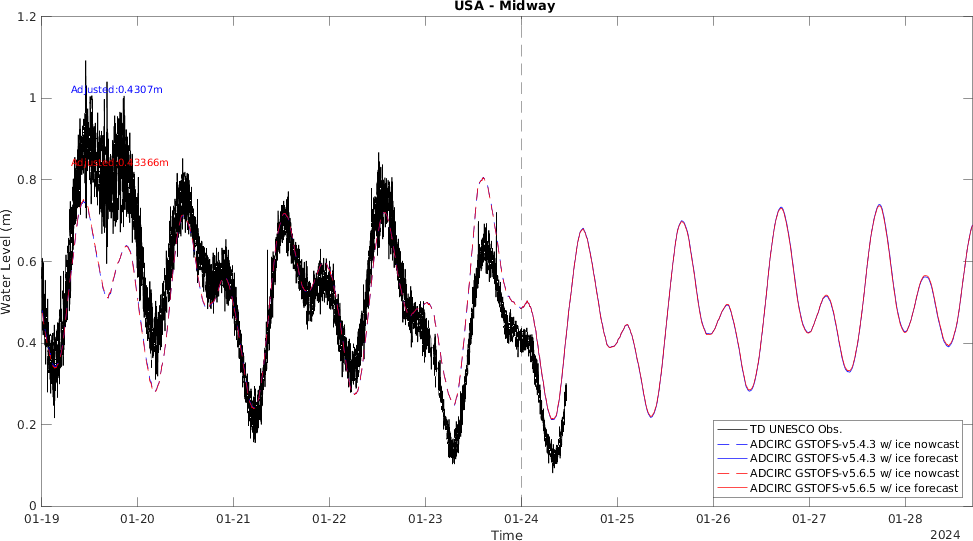 USA - Midway
1.2
1
0.8
0.6
0.4
0.2
0
Water Level (m)
Adjusted:0.4307m
Adjusted:0.43366m
TD UNESCO Obs.
ADCIRC GSTOFS-v5.4.3 w/ ice nowcast
ADCIRC GSTOFS-v5.4.3 w/ ice forecast
ADCIRC GSTOFS-v5.6.5 w/ ice nowcast
ADCIRC GSTOFS-v5.6.5 w/ ice forecast
01-19 01-20 01-21 01-22 01-23 01-24 01-25 01-26 01-27 01-28
Time
2024